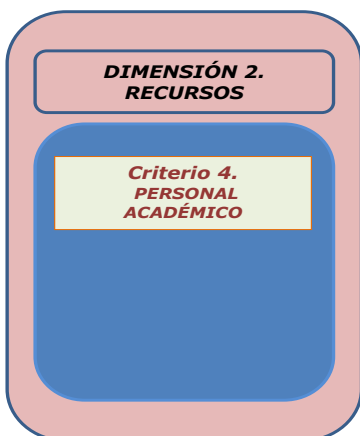 DIMENSIÓN 2.
RECURSOS
Criterio 4.
PERSONAL
ACADÉMICO